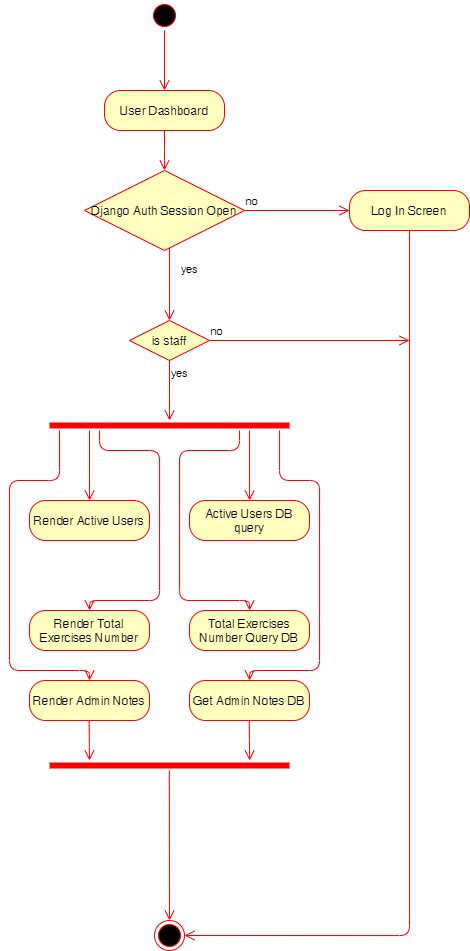 User Dashboard
Django Auth Session Open
no
Log In Screen
yes
is staff
no
yes
Render Active Users
Active Users DB
query
Render Total
Exercises Number
Total Exercises
Number Query DB
Render Admin Notes
Get Admin Notes DB